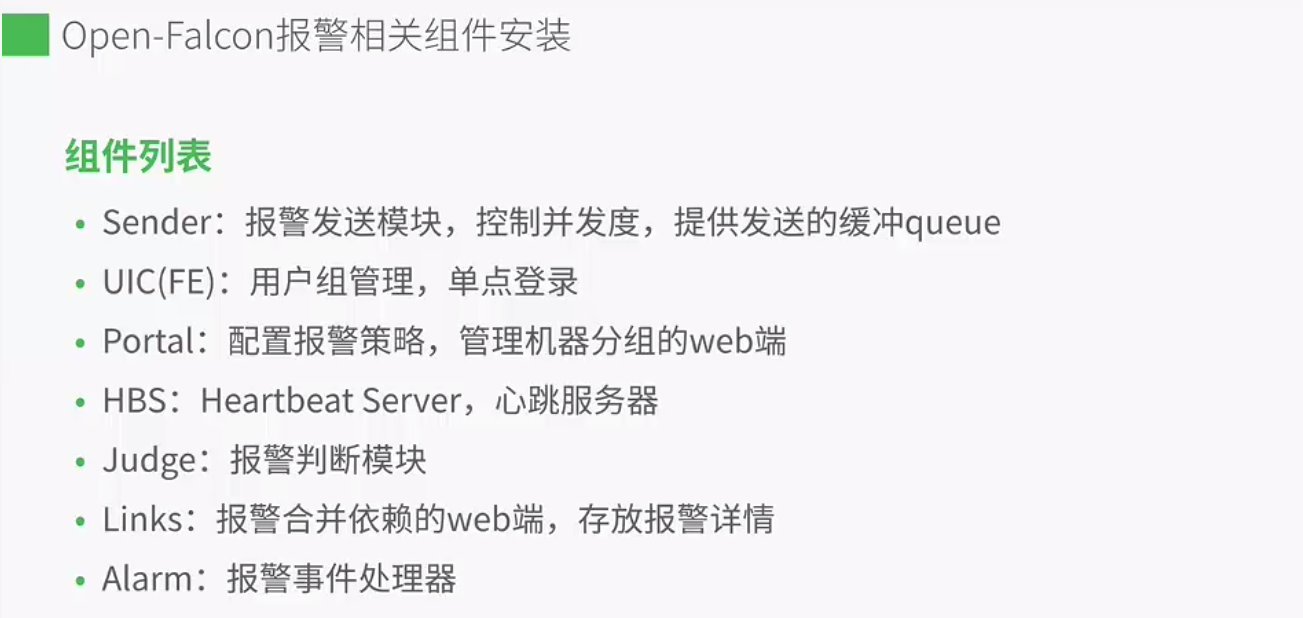 Open-Falcon报警相关组件安装
组件列表
• Sender：报警发送模块，控制并发度，提供发送的缓冲queue
• UIC(FE)：用户组管理，单点登录
• Portal：配置报警策略，管理机器分组的web端
• HBS：Heartbeat Server，心跳服务器
• Judge：报警判断模块
• Links：报警合并依赖的web端，存放报警详情
• Alarm：报警事件处理器